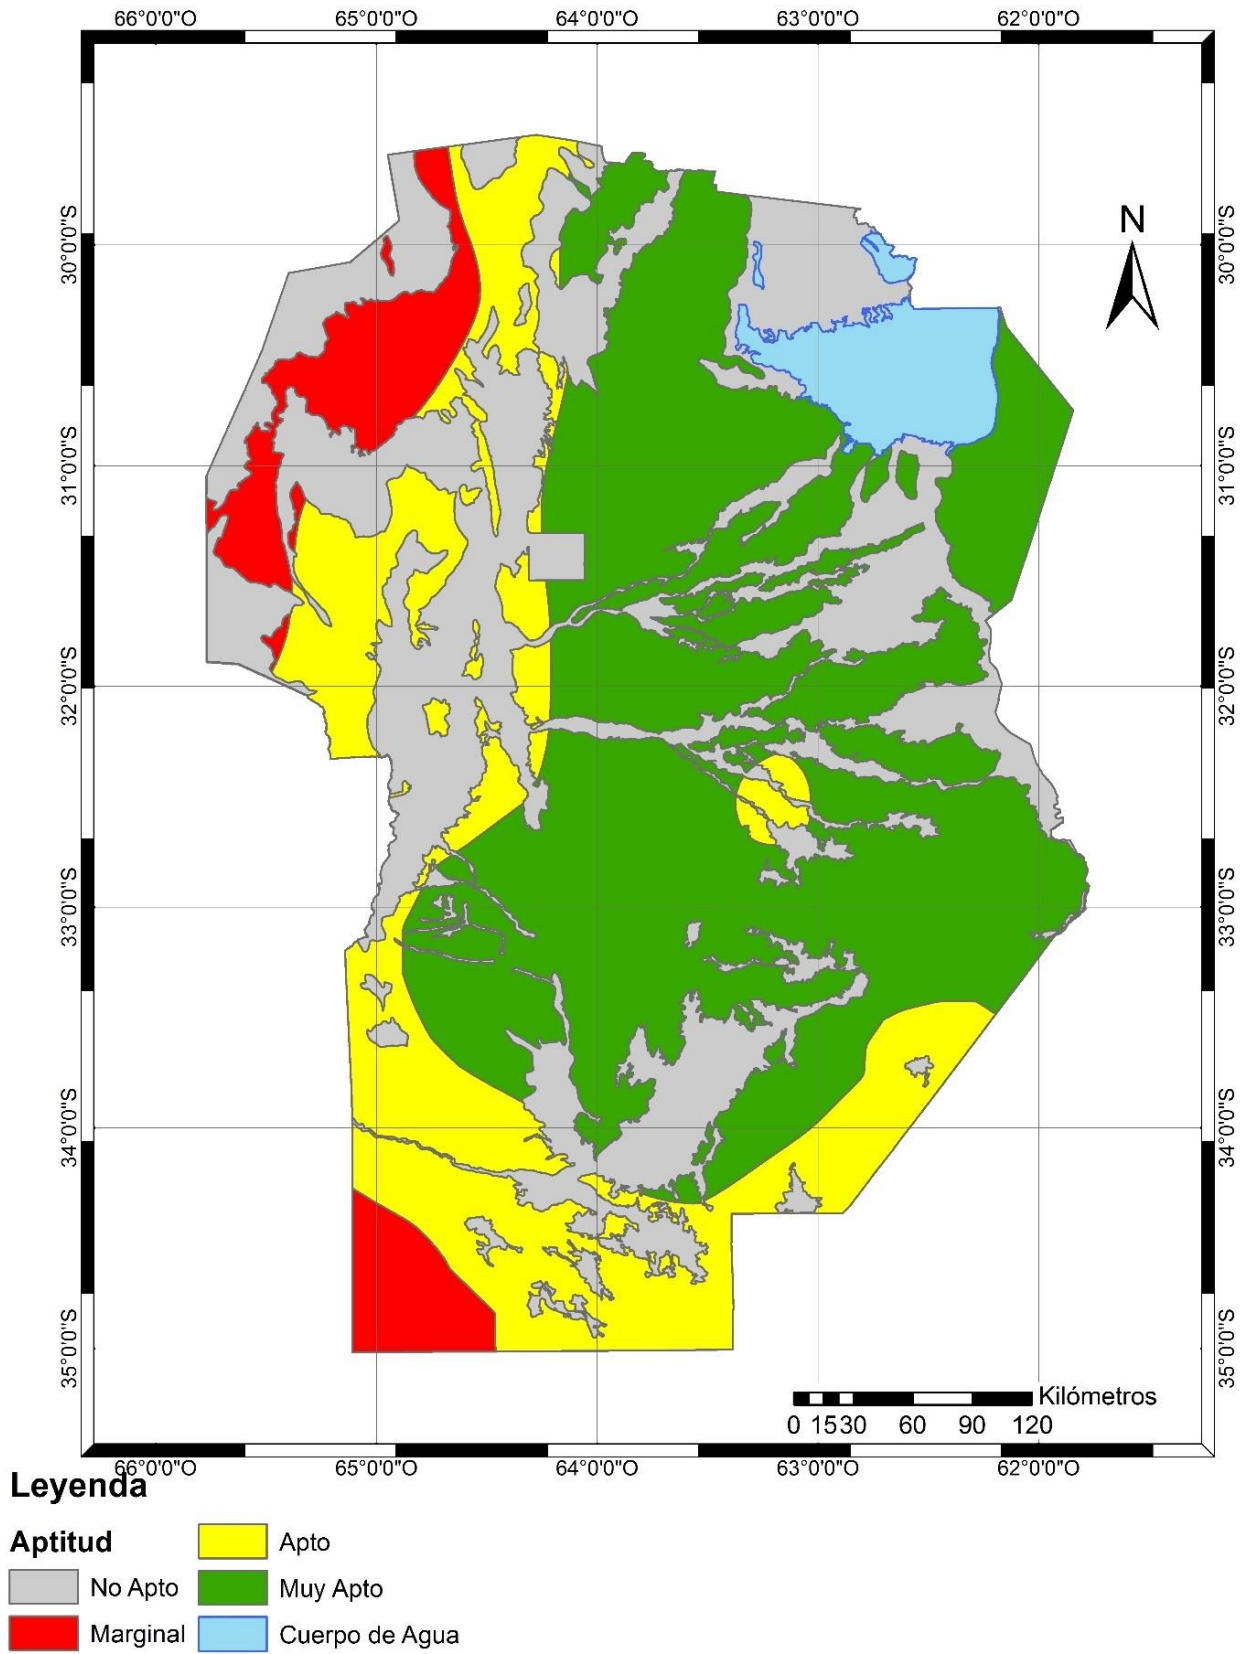 66°0'0"O 65°0'0"O 64°0'0"O 63°0'0"O 62°0'0"O
N
30°0'0"S 30°0'0"S
31°0'0"S 31°0'0"S
32°0'0"S 32°0'0"S
33°0'0"S 33°0'0"S
34°0'0"S 34°0'0"S
35°0'0"S 35°0'0"S
Kilómetros
0 15 30 60 90 120
66°0'0"O 65°0'0"O 64°0'0"O 63°0'0"O 62°0'0"O
Leyenda
Aptitud
No Apto
Marginal
Apto
Muy Apto
Cuerpo de Agua